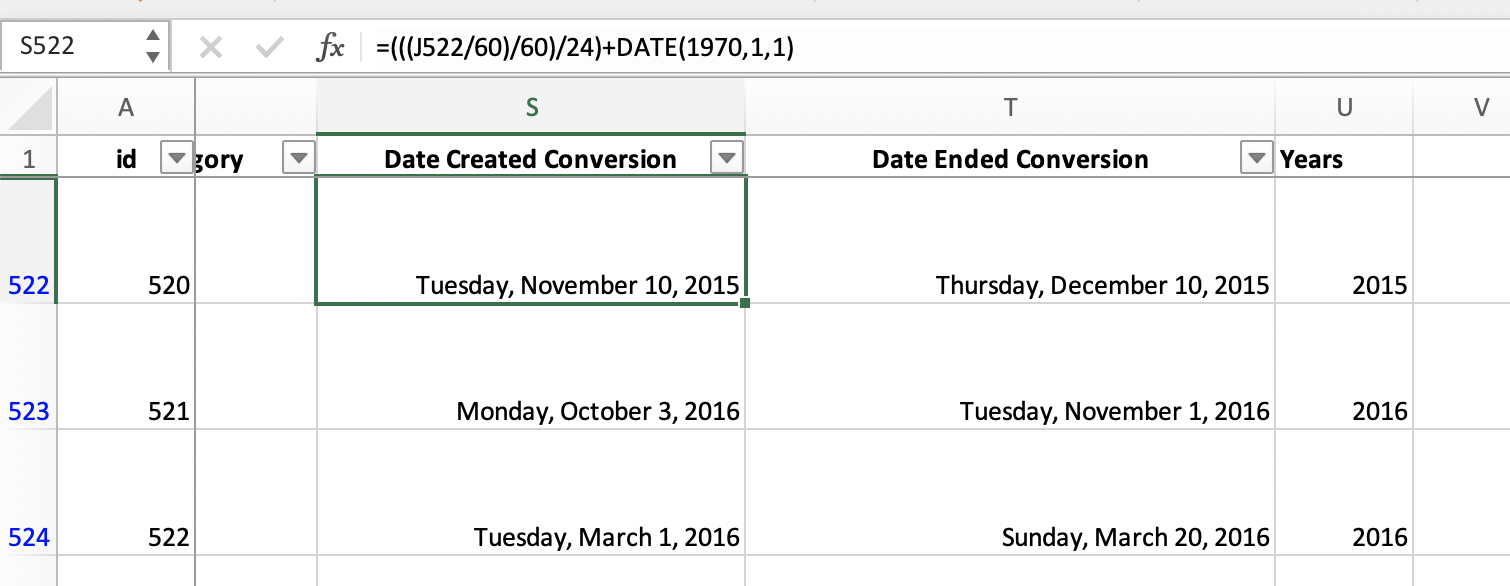 S522 fx =(((J522/60)/60)/24)+DATE(1970,1,1)
A S T U V
1 id gory Date Created Conversion Date Ended Conversion Years
522 520 Tuesday, November 10, 2015 Thursday, December 10, 2015 2015
523 521 Monday, October 3, 2016 Tuesday, November 1, 2016 2016
524 522 Tuesday, March 1, 2016 Sunday, March 20, 2016 2016